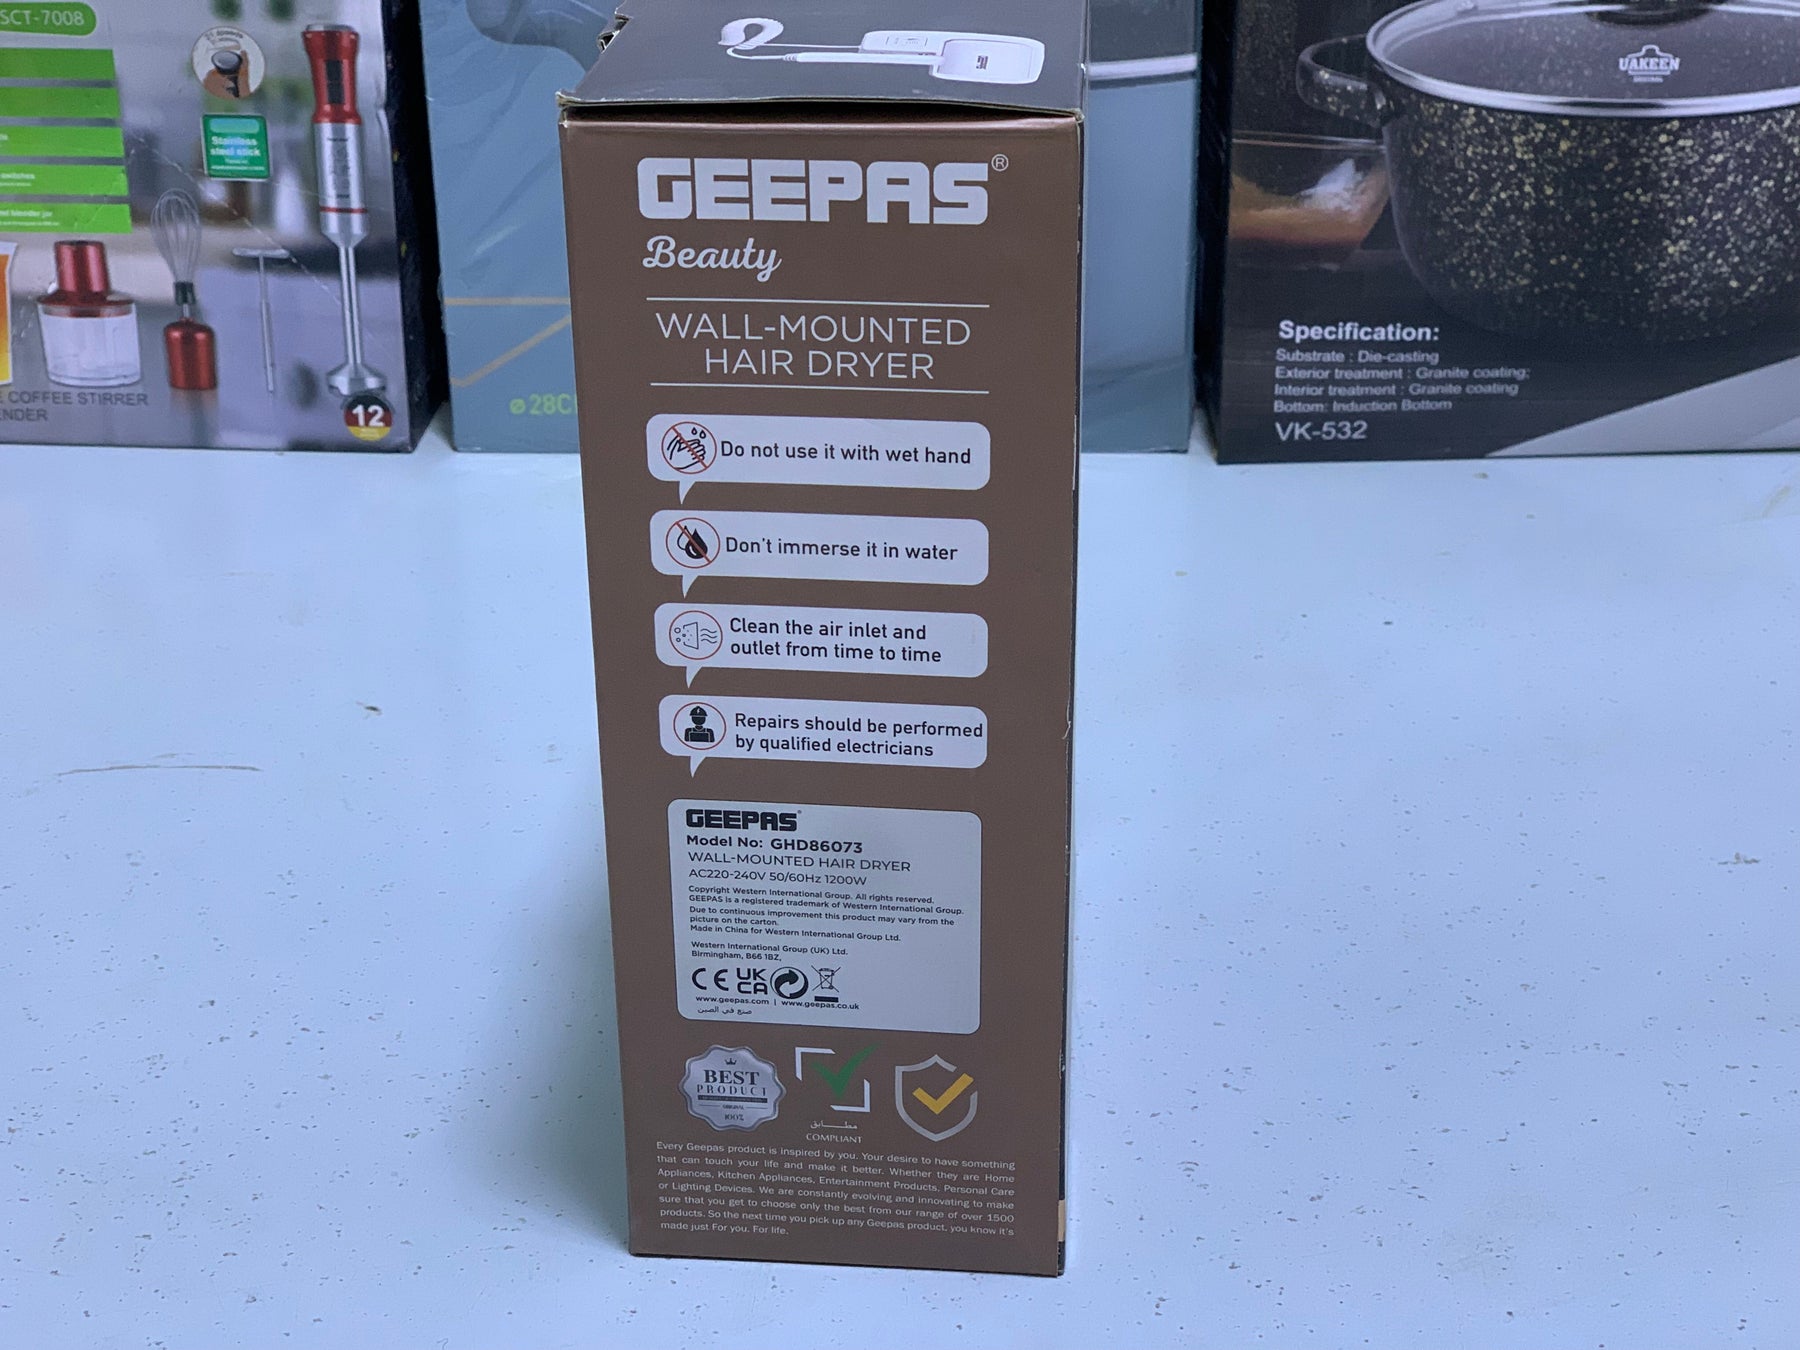 SCT-7008
Stainless
steel stick
switches
COFFEE STIRRER
12
ø28C
UAKEEN
Specification:
Substrate : Die-casting
Exterior treatment : Granite coating;
Interior treatment : Granite coating
Bottom: Induction Bottom
VK-532
GEEPAS®
Beauty
WALL-MOUNTED
HAIR DRYER
Do not use it with wet hand
Don't immerse it in water
Clean the air inlet and
outlet from time to time
Repairs should be performed
by qualified electricians
GEEPAS®
Model No: GHD86073
WALL-MOUNTED HAIR DRYER
AC220-240V 50/60Hz 1200W
Copyright Western International Group. All rights reserved.
GEEPAS is a registered trademark of Western International Group.
Due to continuous improvement this product may vary from the
picture on the carton.
Made in China for Western International Group Ltd.
Western International Group (UK) Ltd.
Birmingham, B66 1BZ,
CE UK
CA
www.geepas.com | www.geepas.co.uk
صنع في الصين
BEST
PRODUCT
ORIGINAL
100%
مطـــــابق
COMPLIANT
Every Geepas product is inspired by you. Your desire to have something
that can touch your life and make it better. Whether they are Home
Appliances, Kitchen Appliances, Entertainment Products, Personal Care
or Lighting Devices. We are constantly evolving and innovating to make
sure that you get to choose only the best from our range of over 1500
products. So the next time you pick up any Geepas product, you know it's
made just For you. For life.